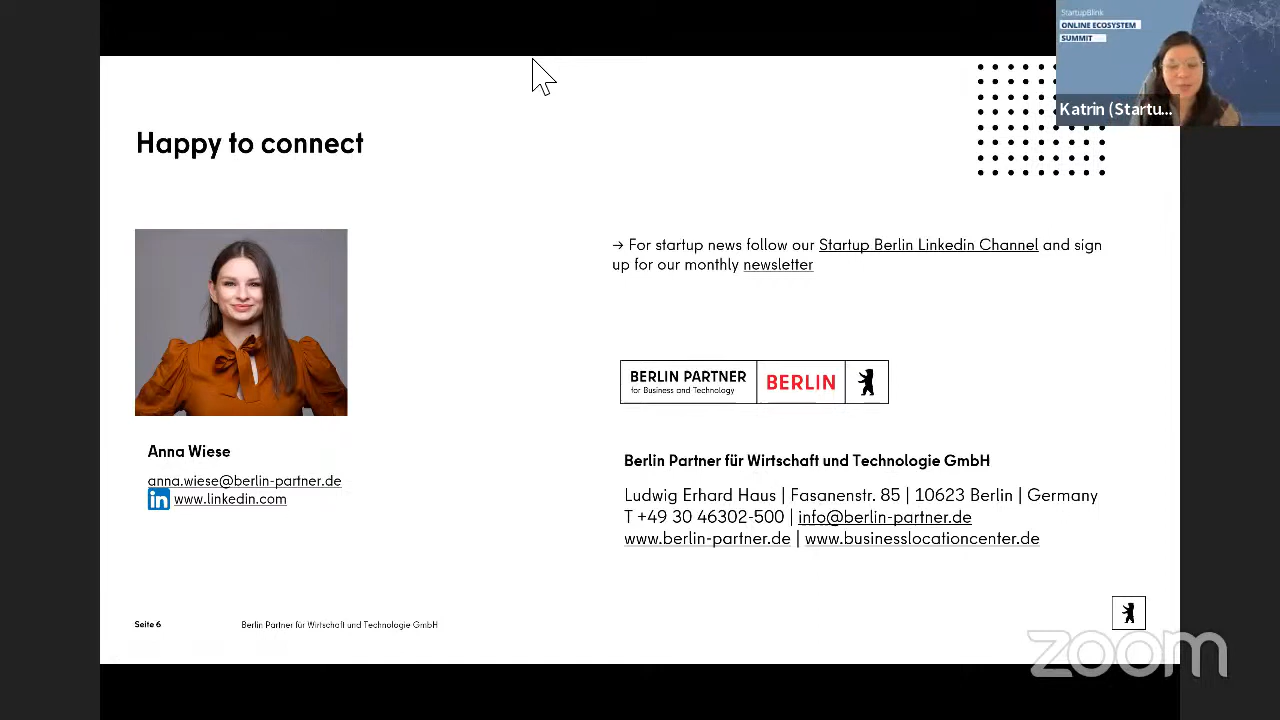 StartupBlink
ONLINE ECOSYSTEM
SUMMIT
Katrin (Startu...
Happy to connect
→ For startup news follow our Startup Berlin Linkedin Channel and sign
up for our monthly newsletter
BERLIN PARTNER
for Business and Technology
BERLIN
Anna Wiese
anna.wiese@berlin-partner.de
in www.linkedin.com
Berlin Partner für Wirtschaft und Technologie GmbH
Ludwig Erhard Haus | Fasanenstr. 85 | 10623 Berlin | Germany
T +49 30 46302-500 | info@berlin-partner.de
www.berlin-partner.de | www.businesslocationcenter.de
Seite 6
Berlin Partner für Wirtschaft und Technologie GmbH
zoom